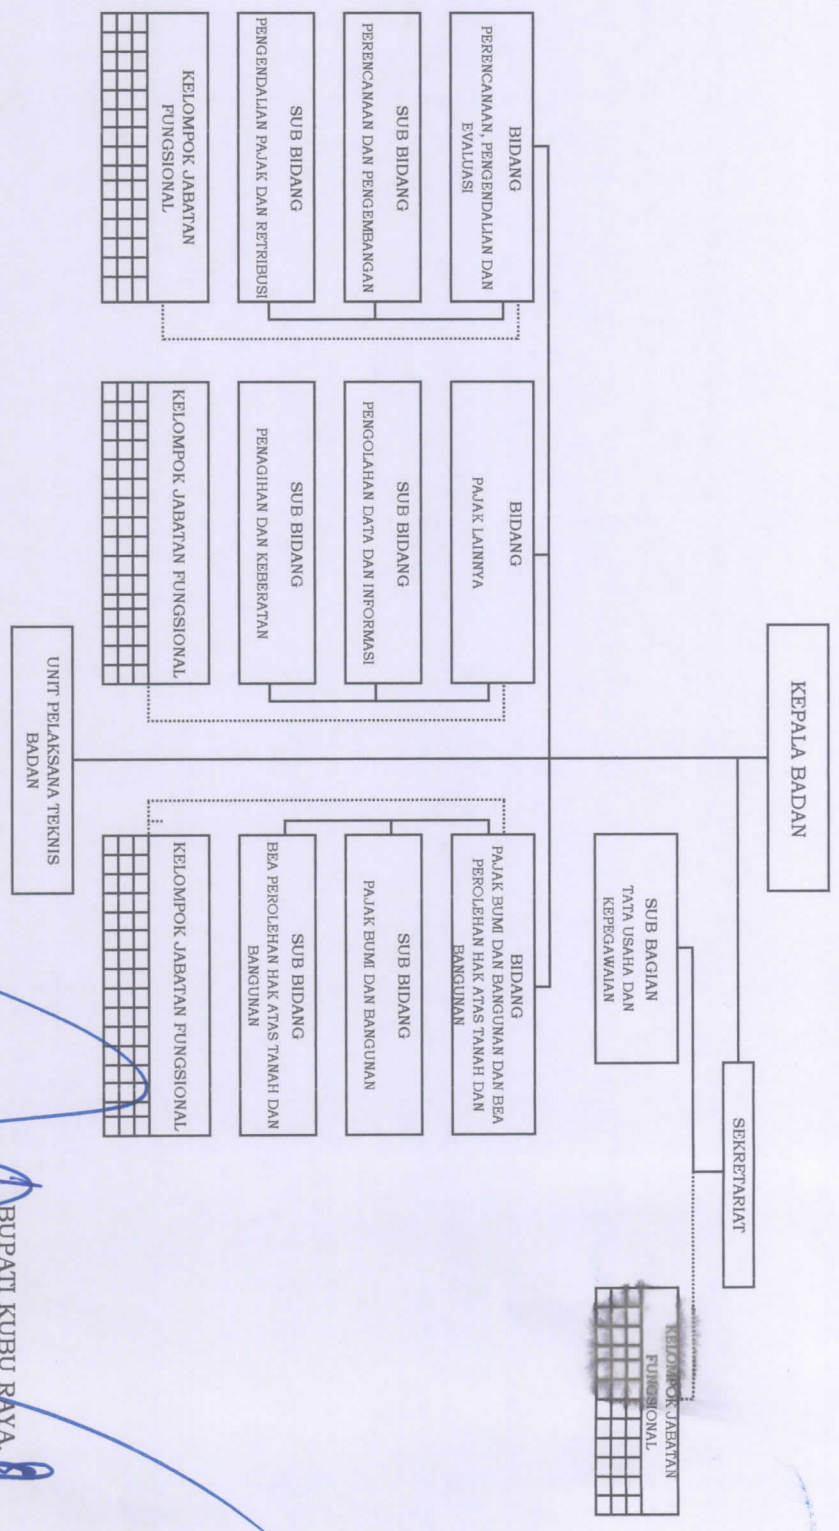 KEPALA BADAN
SEKRETARIAT
SUB BAGIAN
TATA USAHA DAN
KEPEGAWAIAN
KELOMPOK JABATAN
FUNGSIONAL
BIDANG
PERENCANAAN, PENGENDALIAN DAN
EVALUASI
SUB BIDANG
PERENCANAAN DAN PENGEMBANGAN
SUB BIDANG
PENGENDALIAN PAJAK DAN RETRIBUSI
KELOMPOK JABATAN
FUNGSIONAL
BIDANG
PAJAK LAINNYA
SUB BIDANG
PENGOLAHAN DATA DAN INFORMASI
SUB BIDANG
PENAGIHAN DAN KEBERATAN
KELOMPOK JABATAN FUNGSIONAL
BIDANG
PAJAK BUMI DAN BANGUNAN DAN BEA
PEROLEHAN HAK ATAS TANAH DAN
BANGUNAN
SUB BIDANG
PAJAK BUMI DAN BANGUNAN
SUB BIDANG
BEA PEROLEHAN HAK ATAS TANAH DAN
BANGUNAN
KELOMPOK JABATAN FUNGSIONAL
UNIT PELAKSANA TEKNIS
BADAN
BUPATI KUBU RAYA,